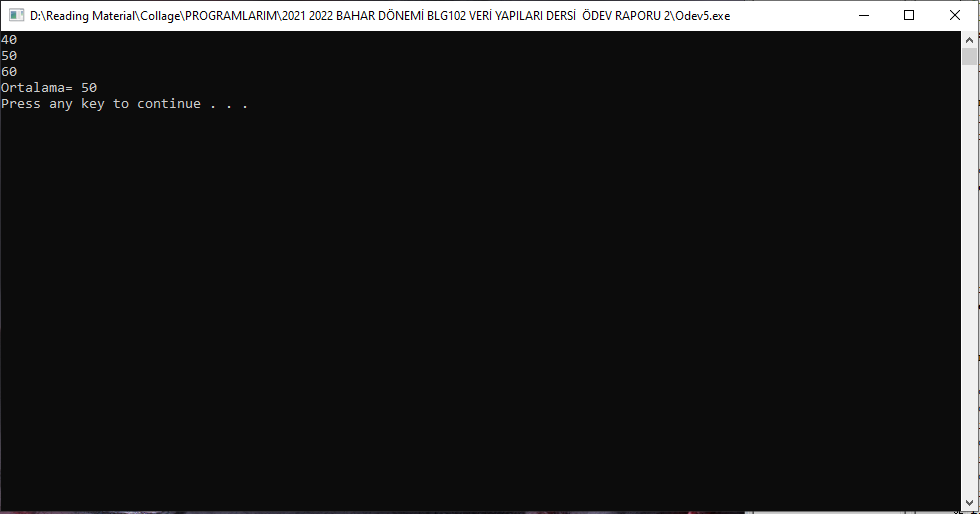 D:\Reading Material\Collage\PROGRAMLARIM\2021 2022 BAHAR DÖNEMİ BLG102 VERİ YAPILARI DERSİ  ÖDEV RAPORU 2\Odev5.exe
40
50
60
Ortalama= 50
Press any key to continue . . .